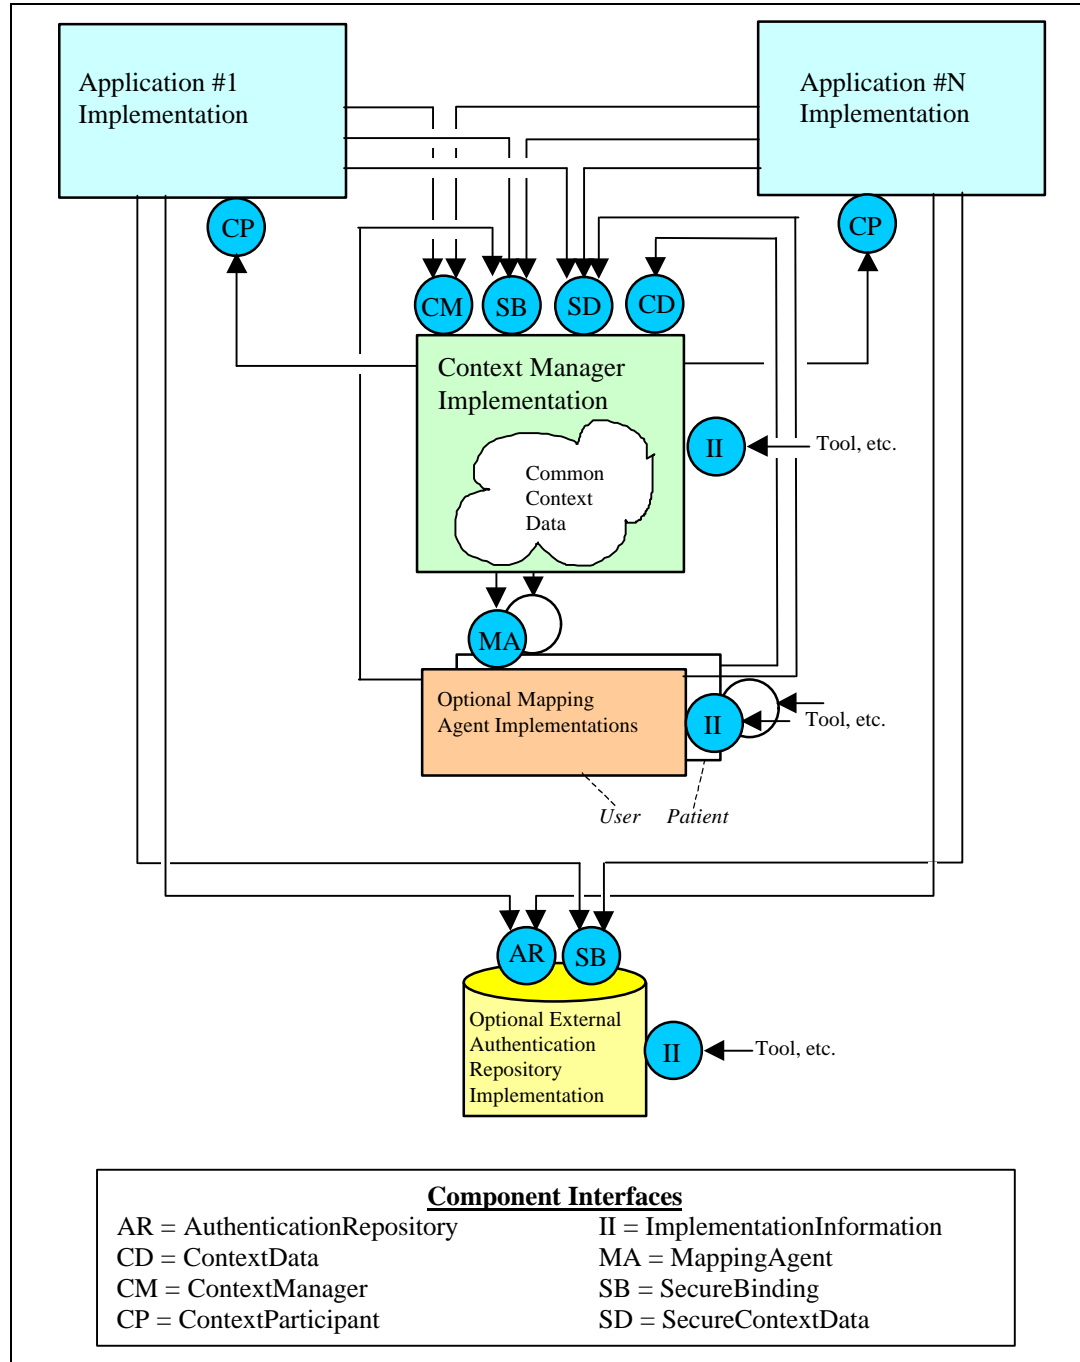 Application #1
Implementation
Application #N
Implementation
CP
CP
CM
SB
SD
CD
Context Manager
Implementation
II
Tool, etc.
Common
Context
Data
MA
Optional Mapping
Agent Implementations
II
Tool, etc.
User
Patient
AR
SB
Optional External
Authentication
Repository
Implementation
II
Tool, etc.
Component Interfaces
AR = AuthenticationRepository
II = ImplementationInformation
CD = ContextData
MA = MappingAgent
CM = ContextManager
SB = SecureBinding
CP = ContextParticipant
SD = SecureContextData